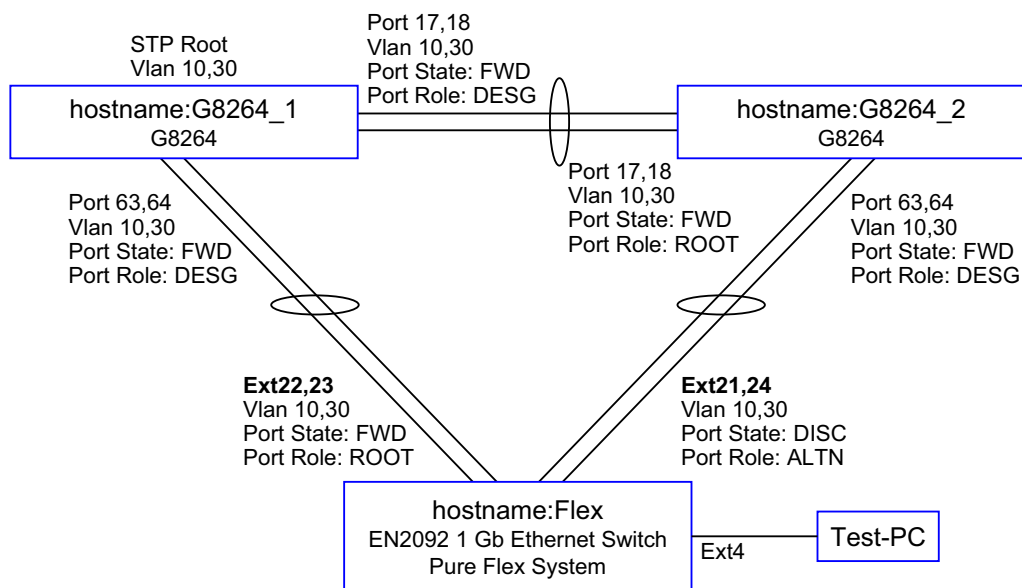 STP Root
Vlan 10,30
Port 17,18
Vlan 10,30
Port State: FWD
Port Role: DESG
hostname:G8264_1
G8264
hostname:G8264_2
G8264
Port 17,18
Vlan 10,30
Port State: FWD
Port Role: ROOT
Port 63,64
Vlan 10,30
Port State: FWD
Port Role: DESG
Port 63,64
Vlan 10,30
Port State: FWD
Port Role: DESG
Ext22,23
Vlan 10,30
Port State: FWD
Port Role: ROOT
Ext21,24
Vlan 10,30
Port State: DISC
Port Role: ALTN
hostname:Flex
EN2092 1 Gb Ethernet Switch
Pure Flex System
Ext4
Test-PC